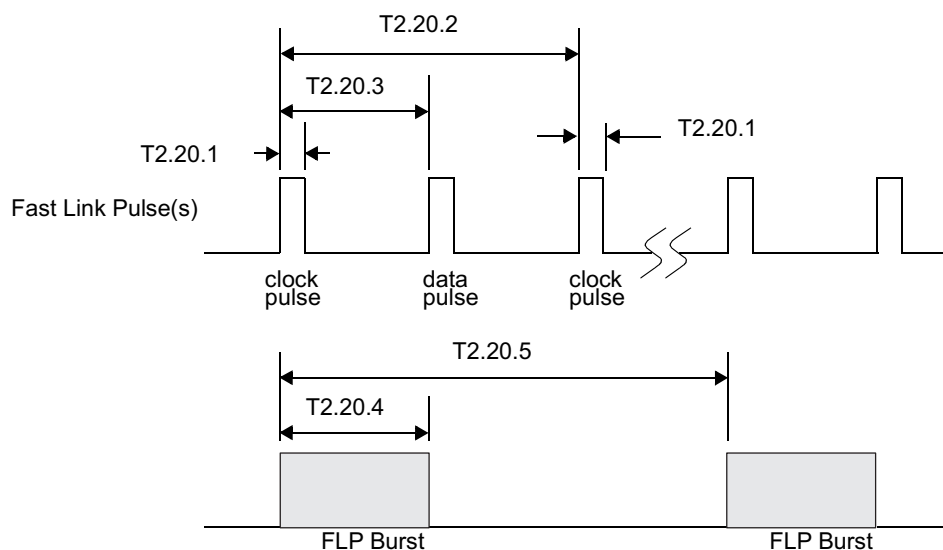 T2.20.2
T2.20.3
T2.20.1
T2.20.1
Fast Link Pulse(s)
clock
pulse
data
pulse
clock
pulse
T2.20.5
T2.20.4
FLP Burst
FLP Burst